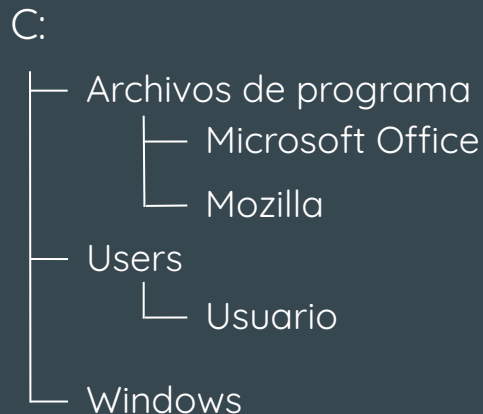 C:
Archivos de programa
Microsoft Office
Mozilla
Users
Usuario
Windows